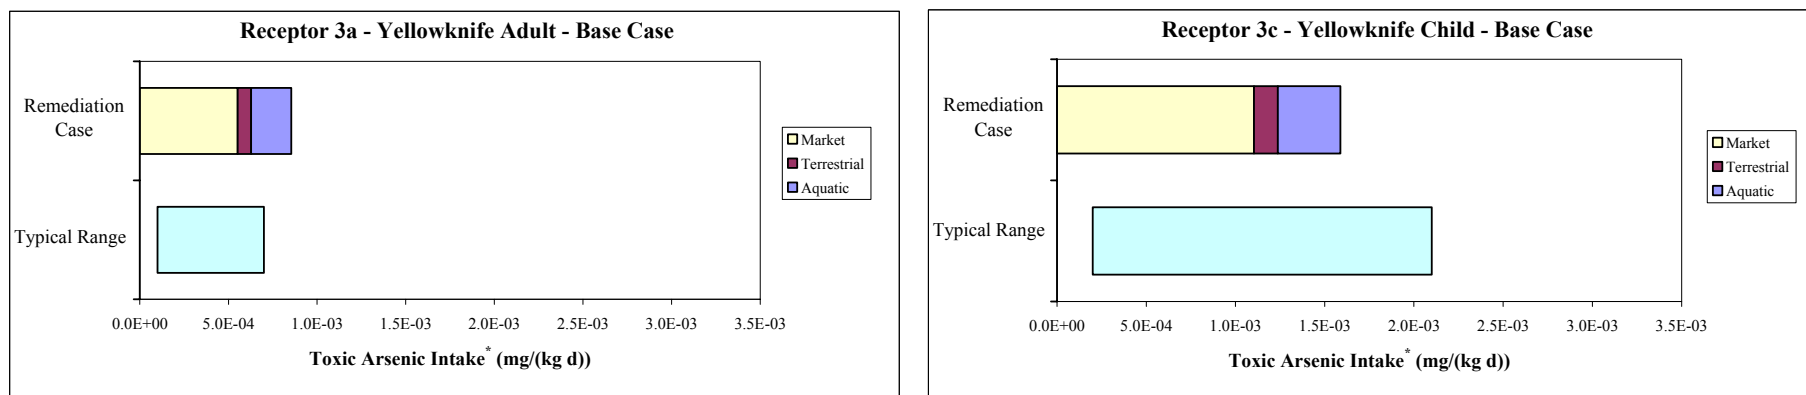 Receptor 3a - Yellowknife Adult - Base Case
Remediation
Case
Typical Range
0.0E+00 5.0E-04 1.0E-03 1.5E-03 2.0E-03 2.5E-03 3.0E-03 3.5E-03
Toxic Arsenic Intake* (mg/(kg d))
Market
Terrestrial
Aquatic
Receptor 3c - Yellowknife Child - Base Case
Remediation
Case
Typical Range
0.0E+00 5.0E-04 1.0E-03 1.5E-03 2.0E-03 2.5E-03 3.0E-03 3.5E-03
Toxic Arsenic Intake* (mg/(kg d))
Market
Terrestrial
Aquatic